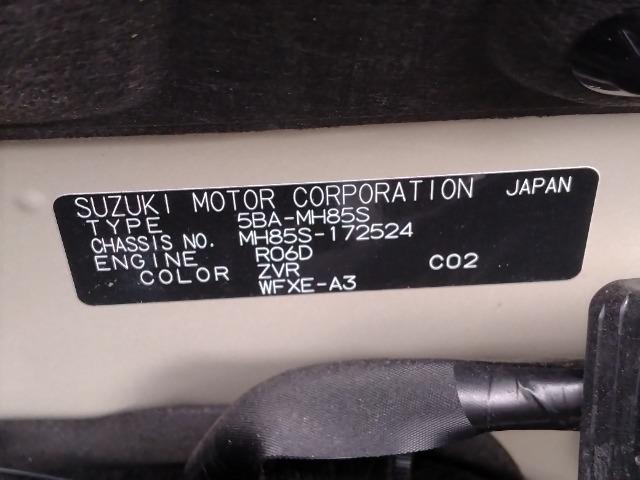 SUZUKI MOTOR CORPORATION JAPAN
TYPE 5BA-MH85S
CHASSIS NO. MH85S-172524
ENGINE R06D
COLOR ZVR C02
WFXE-A3